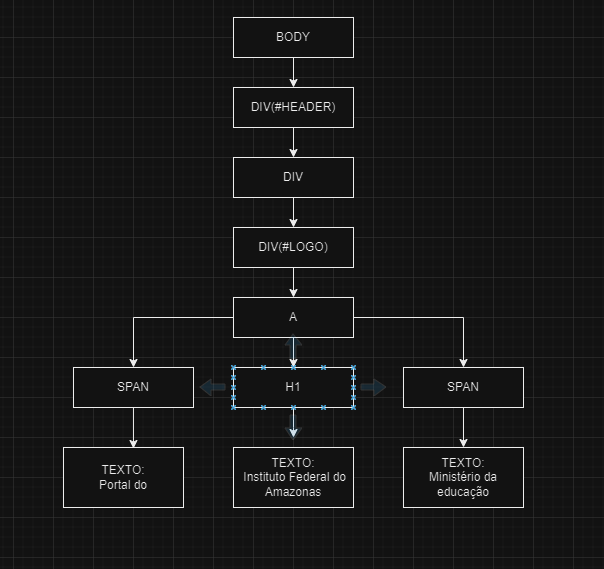 BODY
DIV(#HEADER)
DIV
DIV(#LOGO)
A
SPAN
H1
SPAN
TEXTO:
Portal do
TEXTO:
Instituto Federal do
Amazonas
TEXTO:
Ministério da
educação